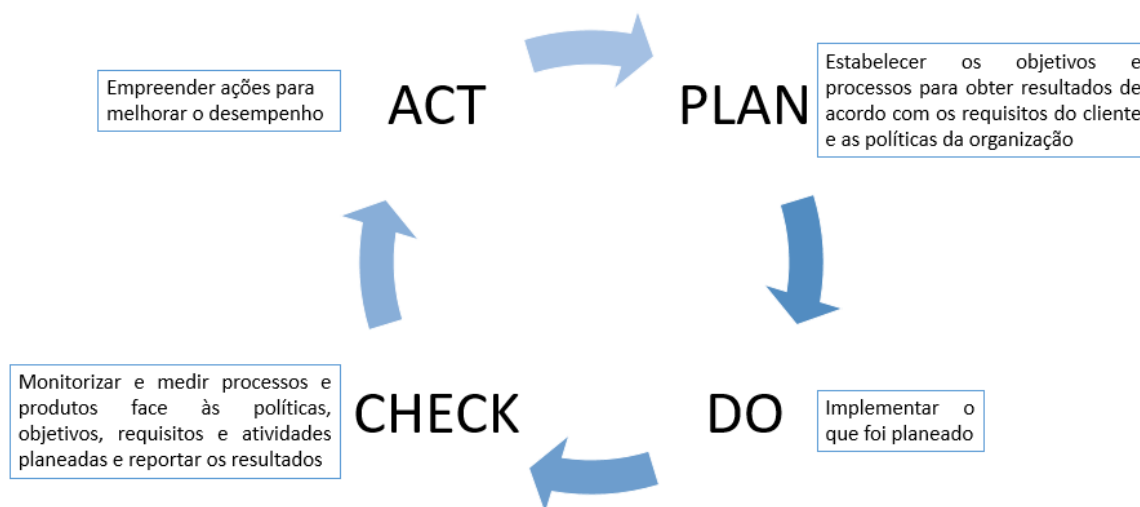 ACT
Empreender ações para
melhorar o desempenho
PLAN
Estabelecer os objetivos e
processos para obter resultados de
acordo com os requisitos do cliente
e as políticas da organização
CHECK
Monitorizar e medir processos e
produtos face às políticas,
objetivos, requisitos e atividades
planeadas e reportar os resultados
DO
Implementar o
que foi planeado